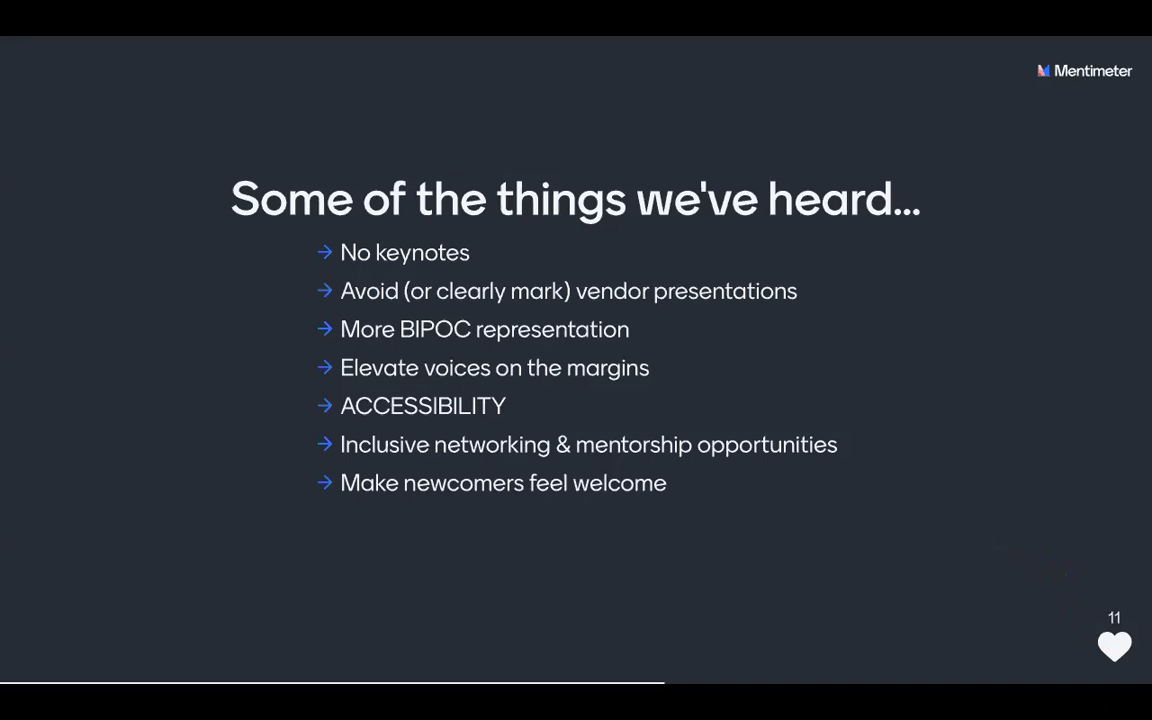 Mentimeter
Some of the things we've heard...
→ No keynotes
→ Avoid (or clearly mark) vendor presentations
→ More BIPOC representation
→ Elevate voices on the margins
→ ACCESSIBILITY
→ Inclusive networking & mentorship opportunities
→ Make newcomers feel welcome
11